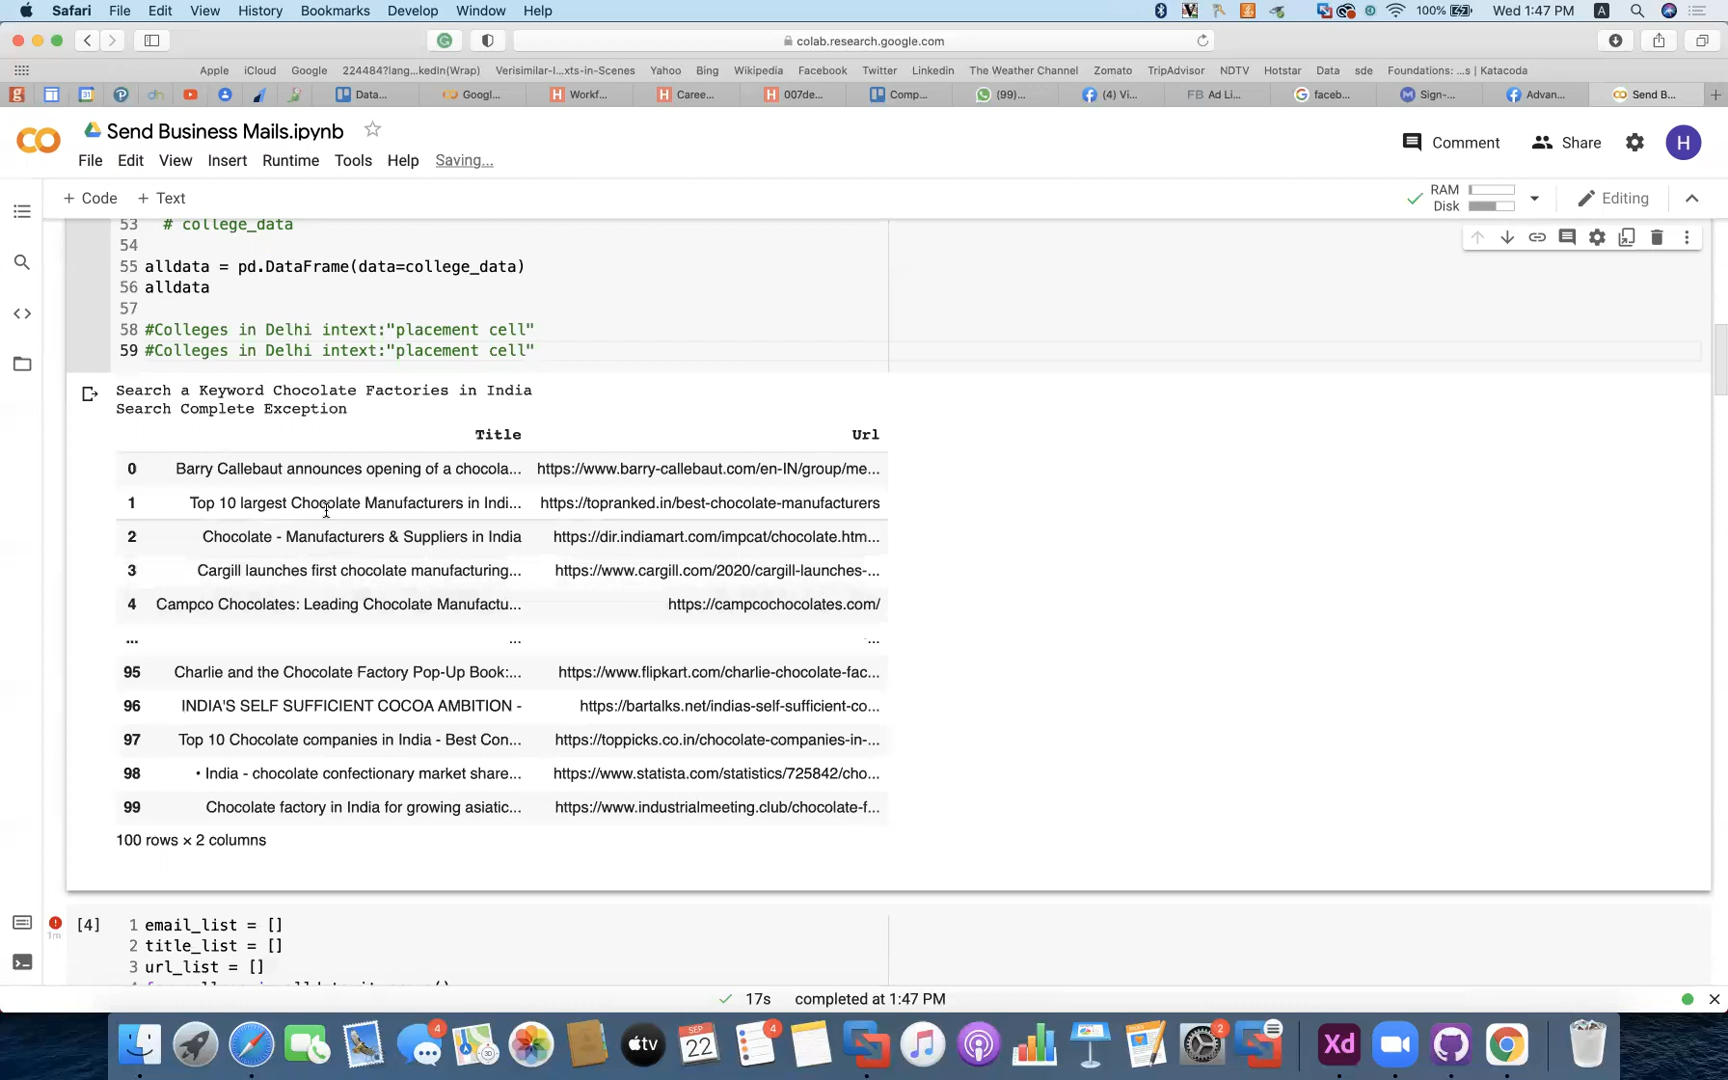 Safari File Edit View History Bookmarks Develop Window Help 100% Wed 1:47 PM A
colab.research.google.com
Apple iCloud Google 224484?lang...kedIn(Wrap) Verisimilar-I...xts-in-Scenes Yahoo Bing Wikipedia Facebook Twitter Linkedin The Weather Channel Zomato TripAdvisor NDTV Hotstar Data sde Foundations: ...s | Katacoda
Data... Googl... Workf... Caree... 007de... Comp... (99)... (4) Vi... Ad Li... faceb... Sign-... Advan... Send B...
Send Business Mails.ipynb
Comment Share H
File Edit View Insert Runtime Tools Help Saving...
+ Code + Text
RAM
Disk
Editing
53 # college_data
54
55 alldata = pd.DataFrame(data=college_data)
56 alldata
57
58 #Colleges in Delhi intext:"placement cell"
59 #Colleges in Delhi intext:"placement cell"
Search a Keyword Chocolate Factories in India
Search Complete Exception
Title Url
0 Barry Callebaut announces opening of a chocola... https://www.barry-callebaut.com/en-IN/group/me...
1 Top 10 largest Chocolate Manufacturers in Indi... https://topranked.in/best-chocolate-manufacturers
2 Chocolate - Manufacturers & Suppliers in India https://dir.indiamart.com/impcat/chocolate.htm...
3 Cargill launches first chocolate manufacturing... https://www.cargill.com/2020/cargill-launches-...
4 Campco Chocolates: Leading Chocolate Manufactu... https://campcochocolates.com/
... ... ...
95 Charlie and the Chocolate Factory Pop-Up Book:... https://www.flipkart.com/charlie-chocolate-fac...
96 INDIA'S SELF SUFFICIENT COCOA AMBITION - https://bartalks.net/indias-self-sufficient-co...
97 Top 10 Chocolate companies in India - Best Con... https://toppicks.co.in/chocolate-companies-in-...
98 • India - chocolate confectionary market share... https://www.statista.com/statistics/725842/cho...
99 Chocolate factory in India for growing asiatic... https://www.industrialmeeting.club/chocolate-f...
100 rows × 2 columns
[4] 1 email_list = []
1m 2 title_list = []
3 url_list = []
17s completed at 1:47 PM
4 tv SEP 22 4 2 Xd